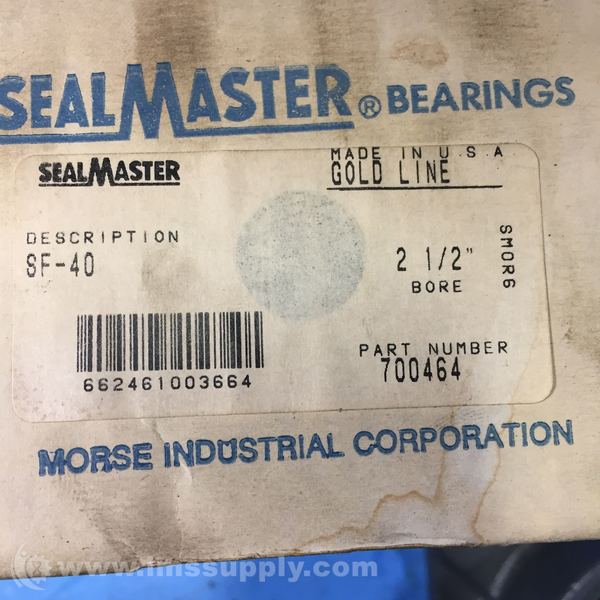 SEALMASTER® BEARINGS
SEALMASTER
MADE IN U.S.A
GOLD LINE
DESCRIPTION
SF-40
2 1/2"
BORE
SMOR6
662461003664
PART NUMBER
700464
MORSE INDUSTRIAL CORPORATION
www.imssupply.com